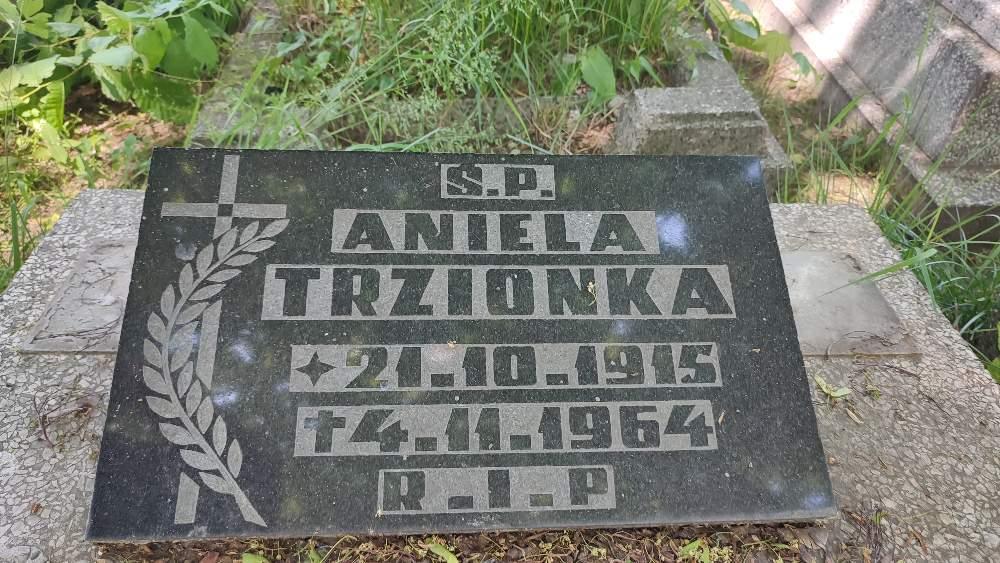 Ś.P.
ANIELA
TRZIONKA
21.10.1915
4.11.1964
R.I.P